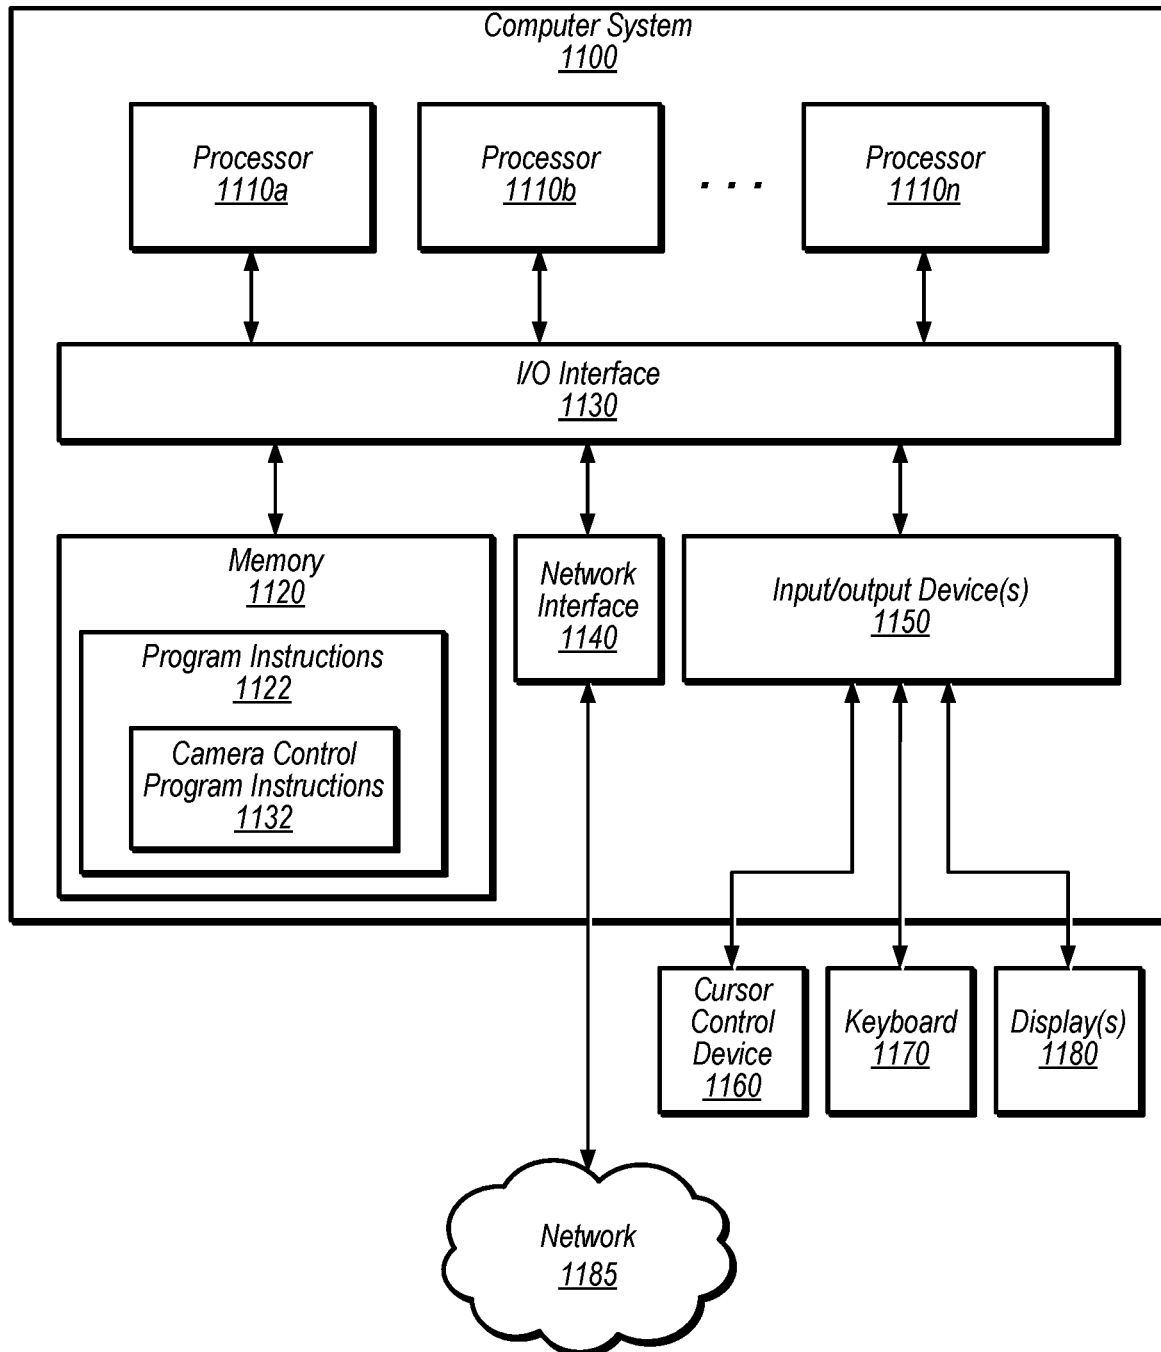 Computer System
1100
Processor
1110a
Processor
1110b
. . .
Processor
1110n
I/O Interface
1130
Memory
1120
Program Instructions
1122
Camera Control
Program Instructions
1132
Network
Interface
1140
Input/output Device(s)
1150
Cursor
Control
Device
1160
Keyboard
1170
Display(s)
1180
Network
1185